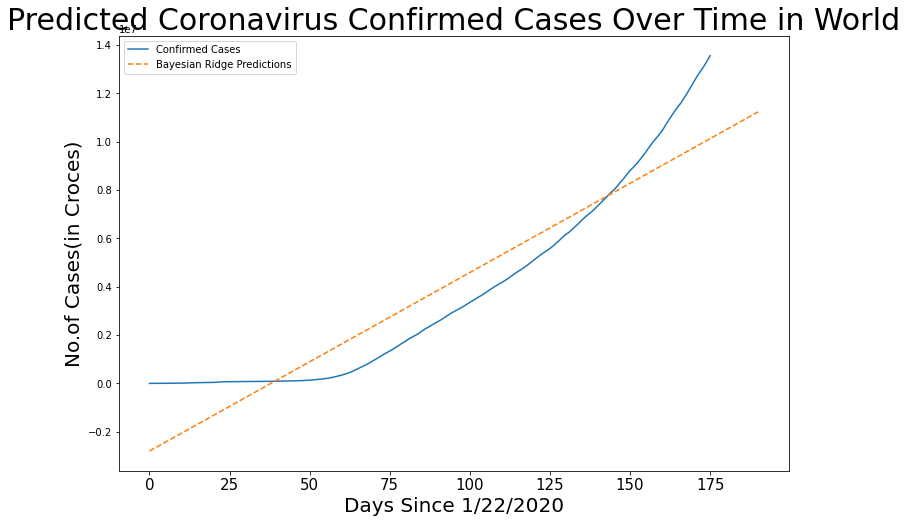 Predicted Coronavirus Confirmed Cases Over Time in World
1e7
Confirmed Cases
Bayesian Ridge Predictions
1.4
1.2
1.0
0.8
0.6
0.4
0.2
0.0
−0.2
No.of Cases(in Croces)
0 25 50 75 100 125 150 175
Days Since 1/22/2020